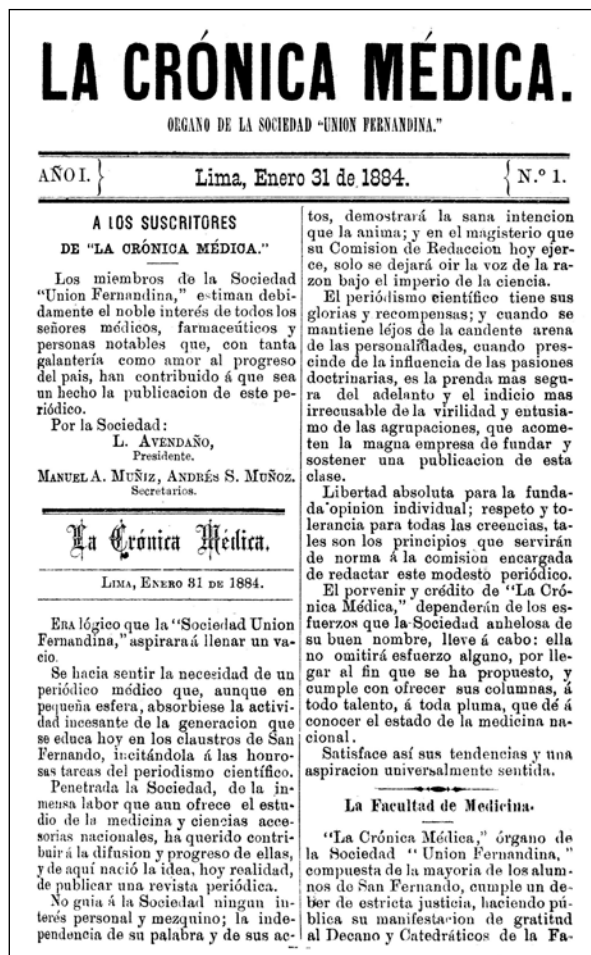 LA CRÓNICA MÉDICA.
ORGANO DE LA SOCIEDAD "UNION FERNANDINA."
AÑO I.
Lima, Enero 31 de 1884.
N.º 1.
A LOS SUSCRITORES
DE "LA CRÓNICA MÉDICA."
Los miembros de la Sociedad
"Union Fernandina," estiman debi-
damente el noble interés de todos los
señores médicos, farmaceúticos y
personas notables que, con tanta
galantería como amor al progreso
del pais, han contribuido á que sea
un hecho la publicacion de este pe-
riódico.
Por la Sociedad:
L. AVENDAÑO,
Presidente.
MANUEL A. MUÑIZ, ANDRÉS S. MUÑOZ.
Secretarios.
La Crónica Médica.
LIMA, ENERO 31 DE 1884.
ERA lógico que la "Sociedad Union
Fernandina," aspirara á llenar un va-
cio.
Se hacia sentir la necesidad de un
periódico médico que, aunque en
pequeña esfera, absorbiese la activi-
dad incesante de la generacion que
se educa hoy en los claustros de San
Fernando, incitándola á las honro-
sas tareas del periodismo científico.
Penetrada la Sociedad, de la in-
mensa labor que aun ofrece el estu-
dio de la medicina y ciencias acce-
sorias nacionales, ha querido contri-
buir á la difusion y progreso de ellas,
y de aquí nació la idea, hoy realidad,
de publicar una revista periódica.
No guia á la Sociedad ningun in-
terés personal y mezquino; la inde-
pendencia de su palabra y de sus ac-
tos, demostrará la sana intencion
que la anima; y en el magisterio que
su Comision de Redaccion hoy ejer-
ce, solo se dejará oir la voz de la ra-
zon bajo el imperio de la ciencia.
El periódismo científico tiene sus
glorias y recompensas; y cuando se
mantiene léjos de la candente arena
de las personalidades, cuando pres-
cinde de la influencia de las pasiones
doctrinarias, es la prenda mas segu-
ra del adelanto y el indicio mas
irrecusable de la virilidad y entusia-
mo de las agrupaciones, que acome-
ten la magna empresa de fundar y
sostener una publicacion de esta
clase.
Libertad absoluta para la funda-
da opinion individual; respeto y to-
lerancia para todas las creencias, ta-
les son los principios que servirán
de norma á la comision encargada
de redactar este modesto periódico.
El porvenir y crédito de "La Cró-
nica Médica," dependerán de los es-
fuerzos que la Sociedad anhelosa de
su buen nombre, lleve á cabo: ella
no omitirá esfuerzo alguno, por lle-
gar al fin que se ha propuesto, y
cumple con ofrecer sus columnas, á
todo talento, á toda pluma, que dé á
conocer el estado de la medicina na-
cional.
Satisface así sus tendencias y una
aspiracion universalmente sentida.
La Facultad de Medicina.
"La Crónica Médica," órgano de
la Sociedad "Union Fernandina,"
compuesta de la mayoria de los alum-
nos de San Fernando, cumple un de-
ber de estricta justicia, haciendo pú-
blica su manifestacion de gratitud
al Decano y Catedráticos de la Fa-